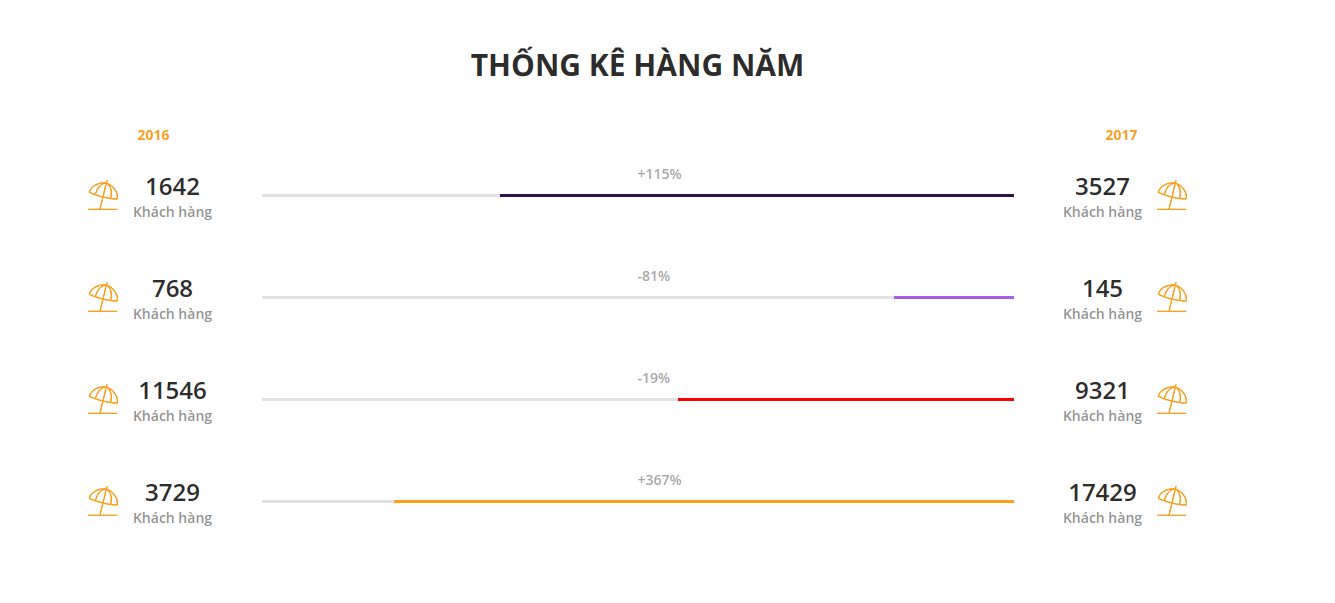 THỐNG KÊ HÀNG NĂM
2016
2017
1642
Khách hàng
+115%
3527
Khách hàng
768
Khách hàng
-81%
145
Khách hàng
11546
Khách hàng
-19%
9321
Khách hàng
3729
Khách hàng
+367%
17429
Khách hàng